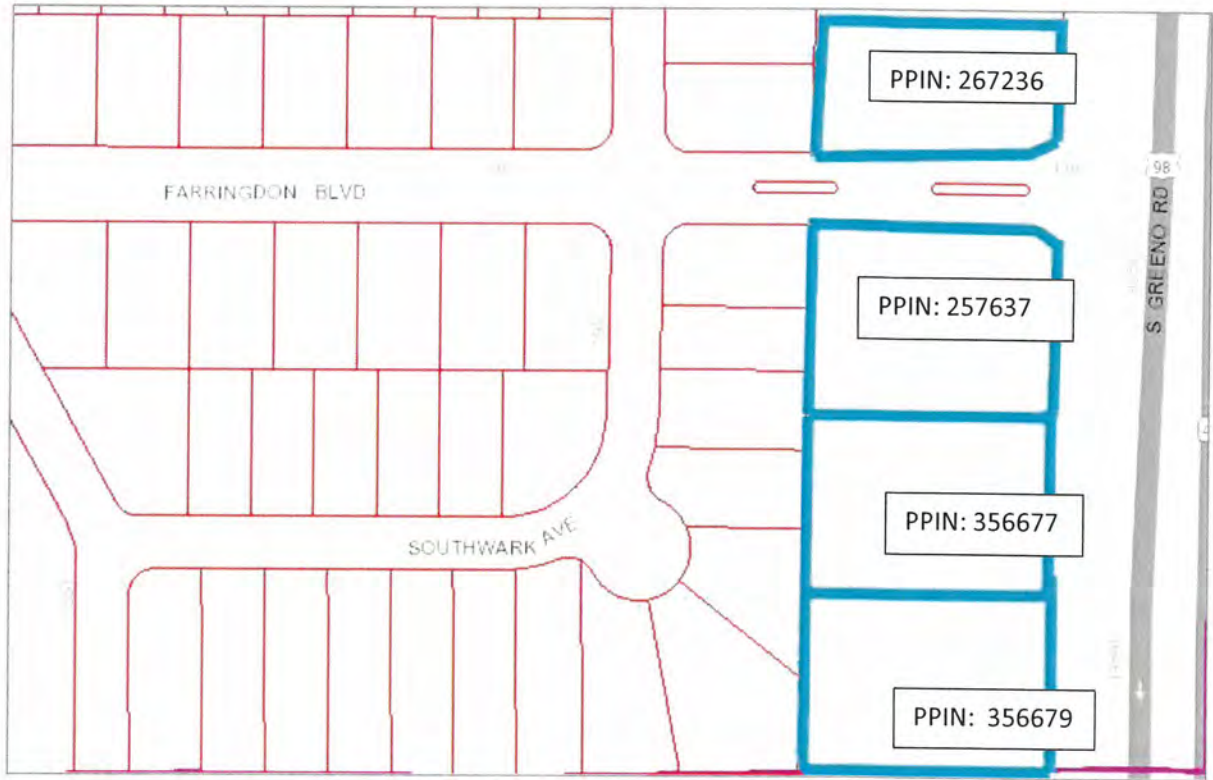 PPIN: 267236
98
FARRINGDON BLVD
S GREENO RD
PPIN: 257637
PPIN: 356677
SOUTHWARK AVE
PPIN: 356679